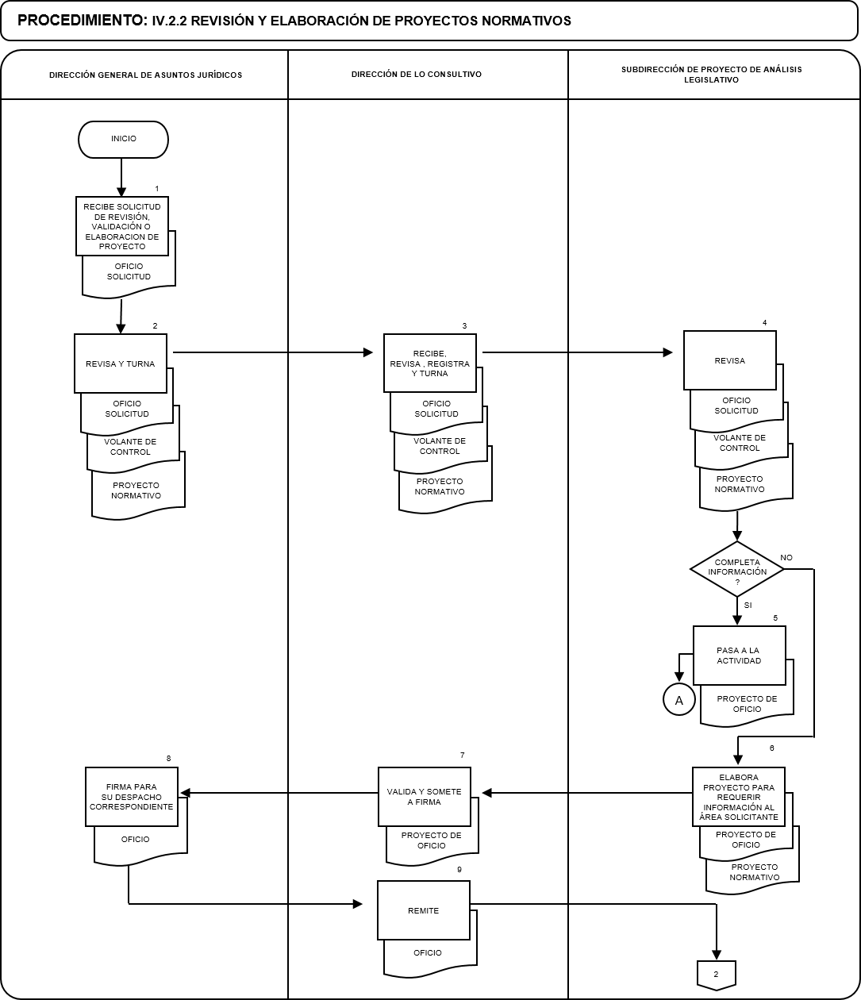 PROCEDIMIENTO: IV.2.2 REVISIÓN Y ELABORACIÓN DE PROYECTOS NORMATIVOS
DIRECCIÓN GENERAL DE ASUNTOS JURÍDICOS
DIRECCIÓN DE LO CONSULTIVO
SUBDIRECCIÓN DE PROYECTO DE ANÁLISIS
LEGISLATIVO
INICIO
1
RECIBE SOLICITUD
DE REVISIÓN,
VALIDACIÓN O
ELABORACION DE
PROYECTO
OFICIO
SOLICITUD
2
REVISA Y TURNA
OFICIO
SOLICITUD
VOLANTE DE
CONTROL
PROYECTO
NORMATIVO
3
RECIBE,
REVISA , REGISTRA
Y TURNA
OFICIO
SOLICITUD
VOLANTE DE
CONTROL
PROYECTO
NORMATIVO
4
REVISA
OFICIO
SOLICITUD
VOLANTE DE
CONTROL
PROYECTO
NORMATIVO
COMPLETA
INFORMACIÓN
?
NO
SI
5
PASA A LA
ACTIVIDAD
A
PROYECTO DE
OFICIO
6
ELABORA
PROYECTO PARA
REQUERIR
INFORMACIÓN AL
ÁREA SOLICITANTE
PROYECTO DE
OFICIO
PROYECTO
NORMATIVO
7
VALIDA Y SOMETE
A FIRMA
PROYECTO DE
OFICIO
8
FIRMA PARA
SU DESPACHO
CORRESPONDIENTE
OFICIO
9
REMITE
OFICIO
2